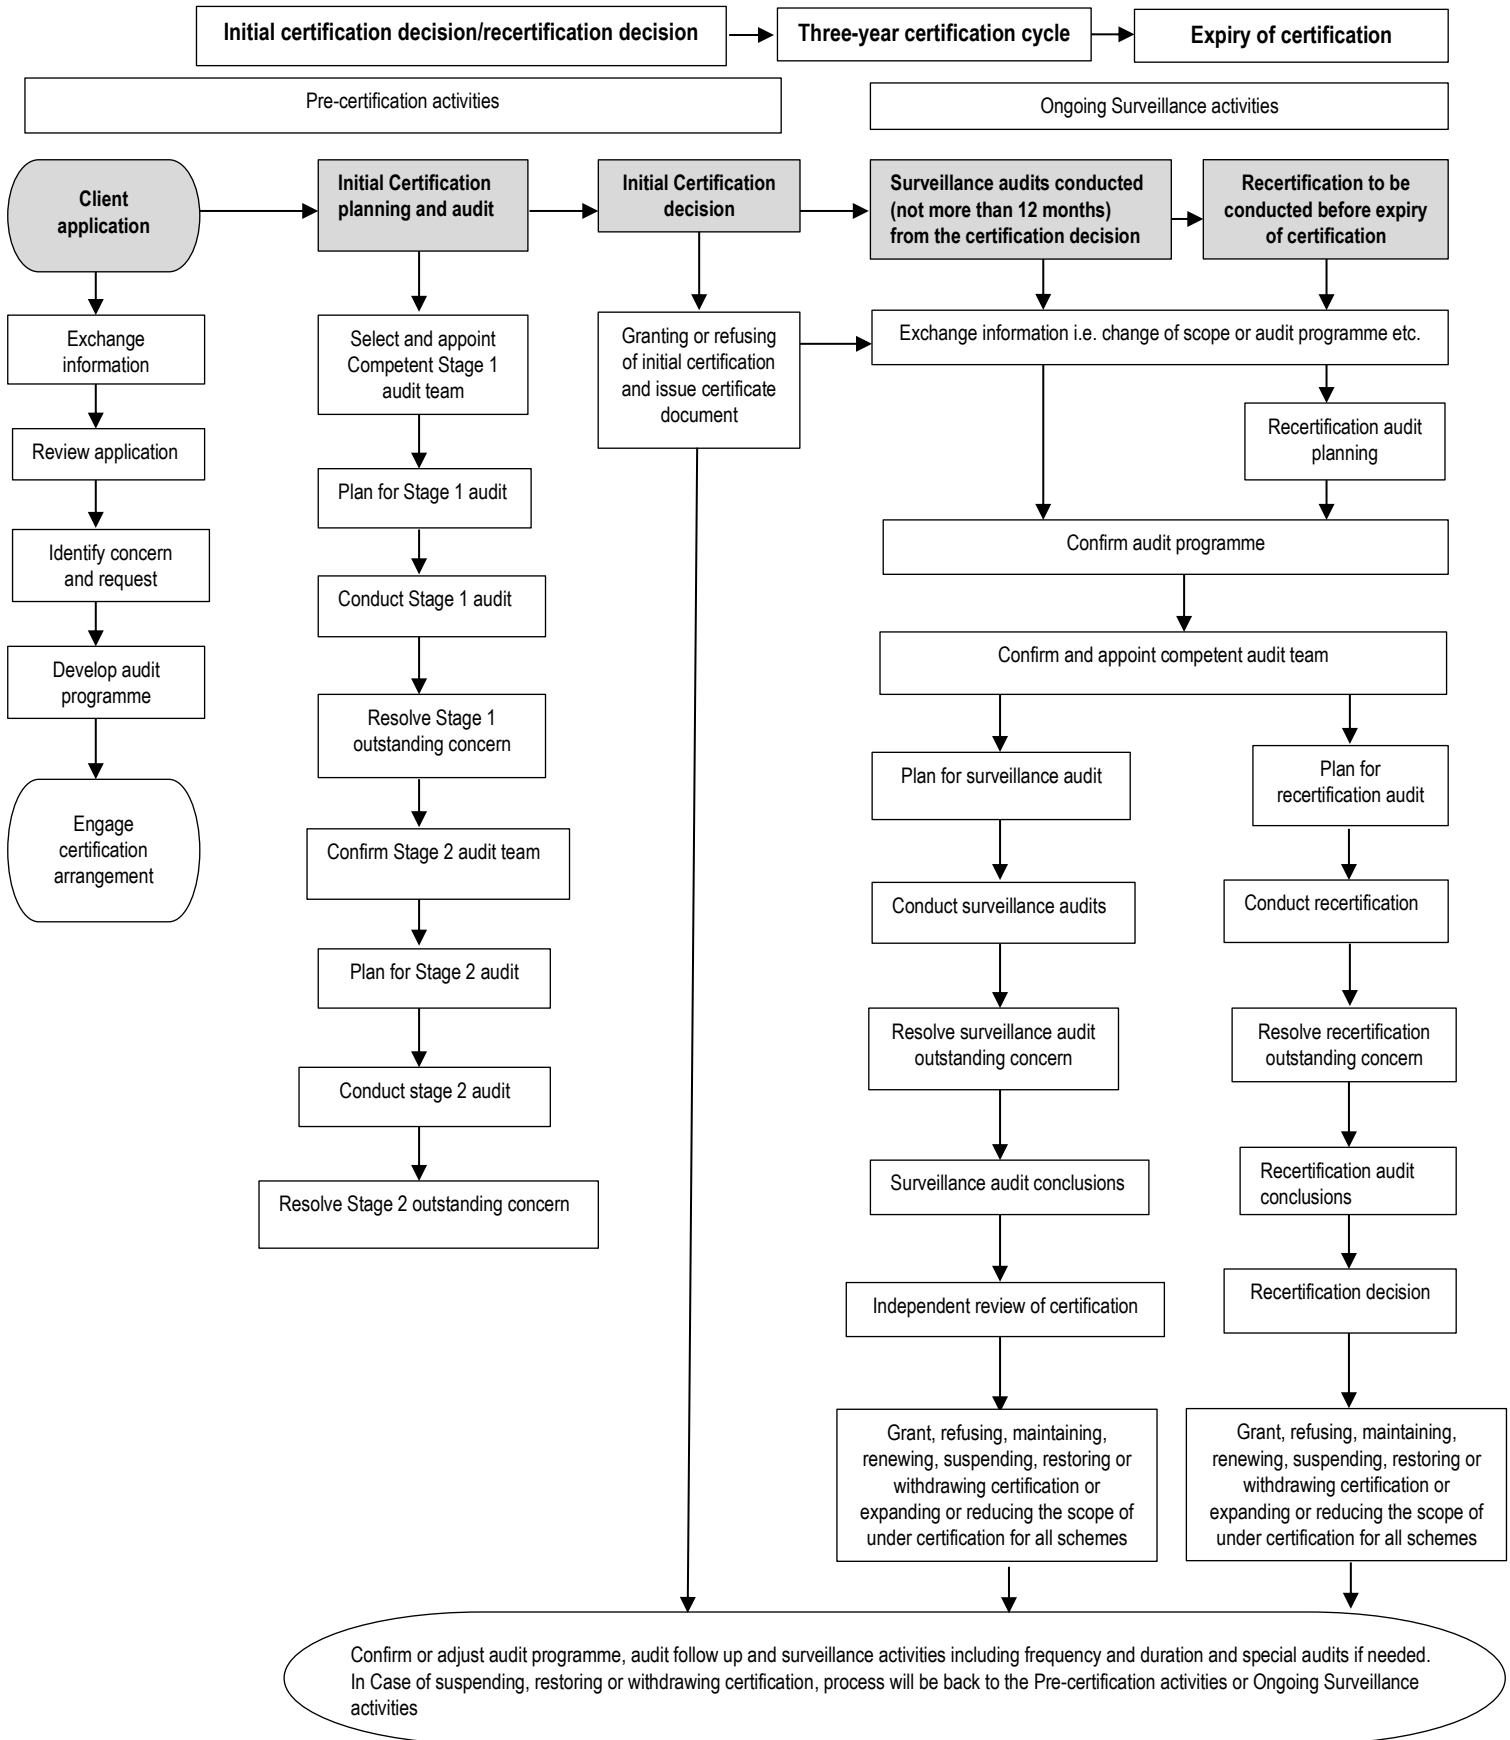 Initial certification decision/recertification decision
Three-year certification cycle
Expiry of certification
Pre-certification activities
Ongoing Surveillance activities
Client
application
Exchange
information
Review application
Identify concern
and request
Develop audit
programme
Engage
certification
arrangement
Initial Certification
planning and audit
Select and appoint
Competent Stage 1
audit team
Plan for Stage 1 audit
Conduct Stage 1 audit
Resolve Stage 1
outstanding concern
Confirm Stage 2 audit team
Plan for Stage 2 audit
Conduct stage 2 audit
Resolve Stage 2 outstanding concern
Initial Certification
decision
Granting or refusing
of initial certification
and issue certificate
document
Surveillance audits conducted
(not more than 12 months)
from the certification decision
Recertification to be
conducted before expiry
of certification
Exchange information i.e. change of scope or audit programme etc.
Recertification audit
planning
Confirm audit programme
Confirm and appoint competent audit team
Plan for surveillance audit
Conduct surveillance audits
Resolve surveillance audit
outstanding concern
Surveillance audit conclusions
Independent review of certification
Grant, refusing, maintaining,
renewing, suspending, restoring or
withdrawing certification or
expanding or reducing the scope of
under certification for all schemes
Plan for
recertification audit
Conduct recertification
Resolve recertification
outstanding concern
Recertification audit
conclusions
Recertification decision
Grant, refusing, maintaining,
renewing, suspending, restoring or
withdrawing certification or
expanding or reducing the scope of
under certification for all schemes
Confirm or adjust audit programme, audit follow up and surveillance activities including frequency and duration and special audits if needed.
In Case of suspending, restoring or withdrawing certification, process will be back to the Pre-certification activities or Ongoing Surveillance
activities